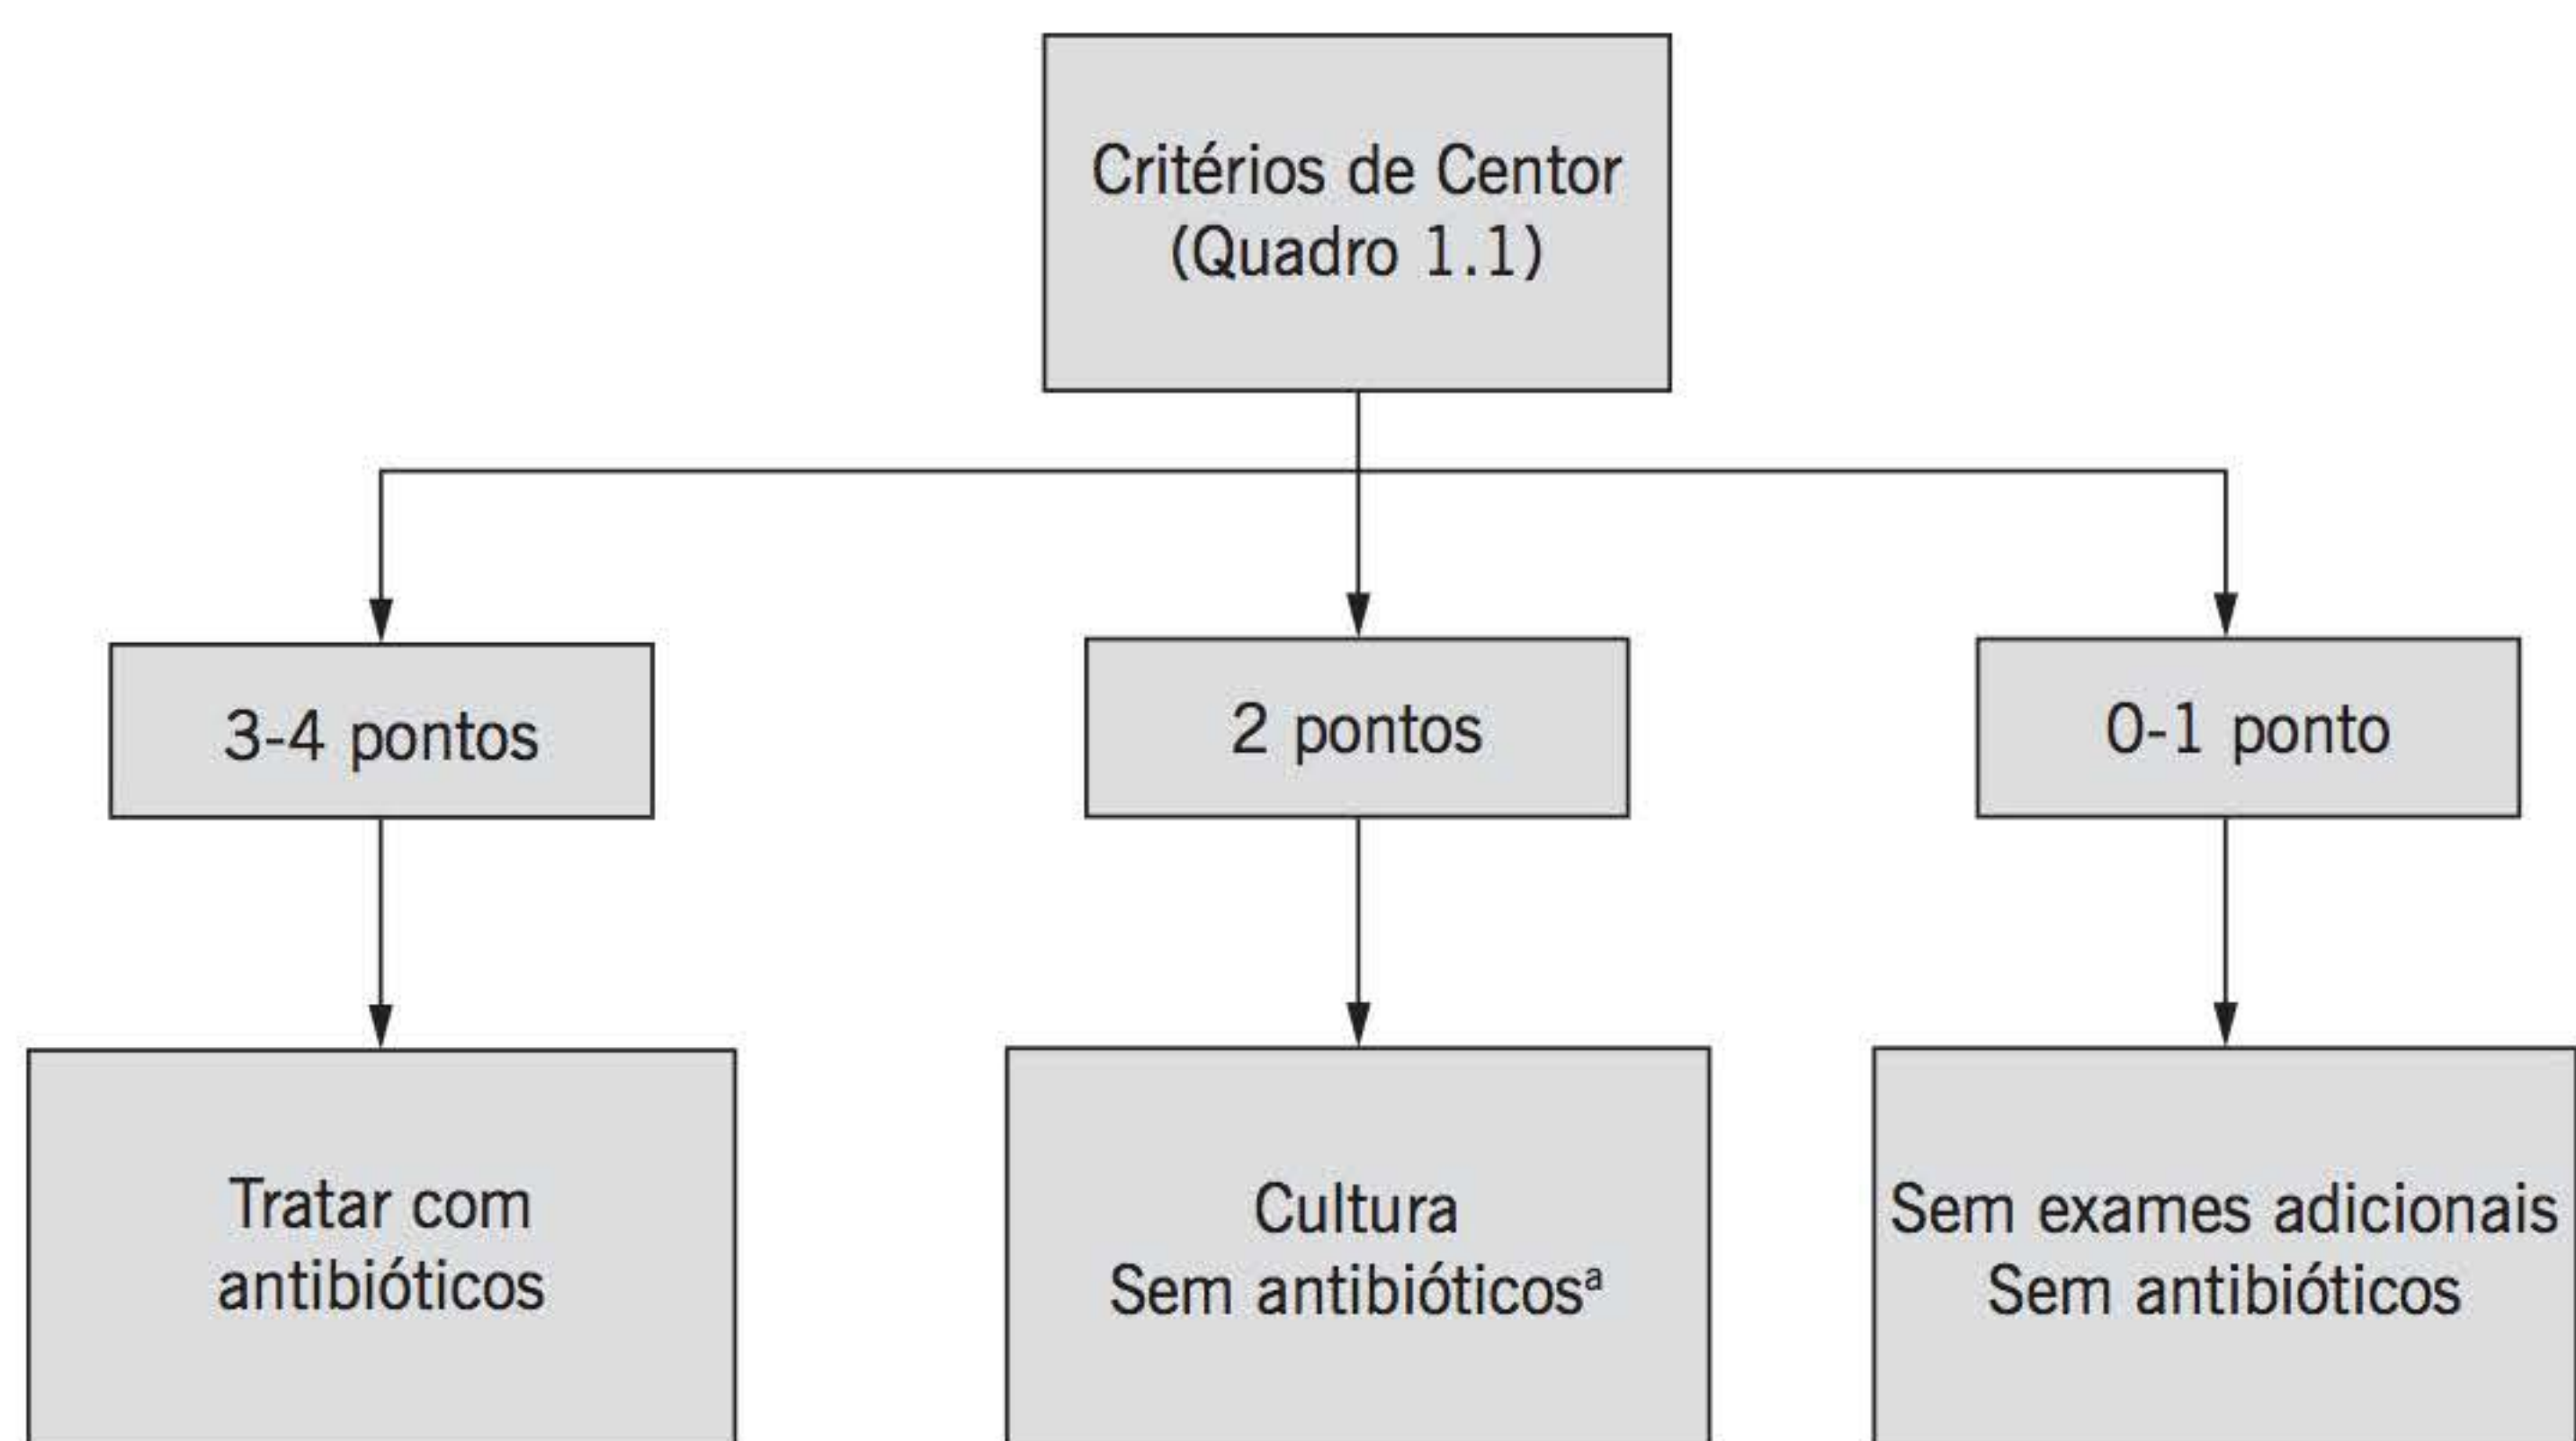 Critérios de Centor
(Quadro 1.1)
3-4 pontos
2 pontos
0-1 ponto
Tratar com
antibióticos
Cultura
Sem antibióticosᵃ
Sem exames adicionais
Sem antibióticos